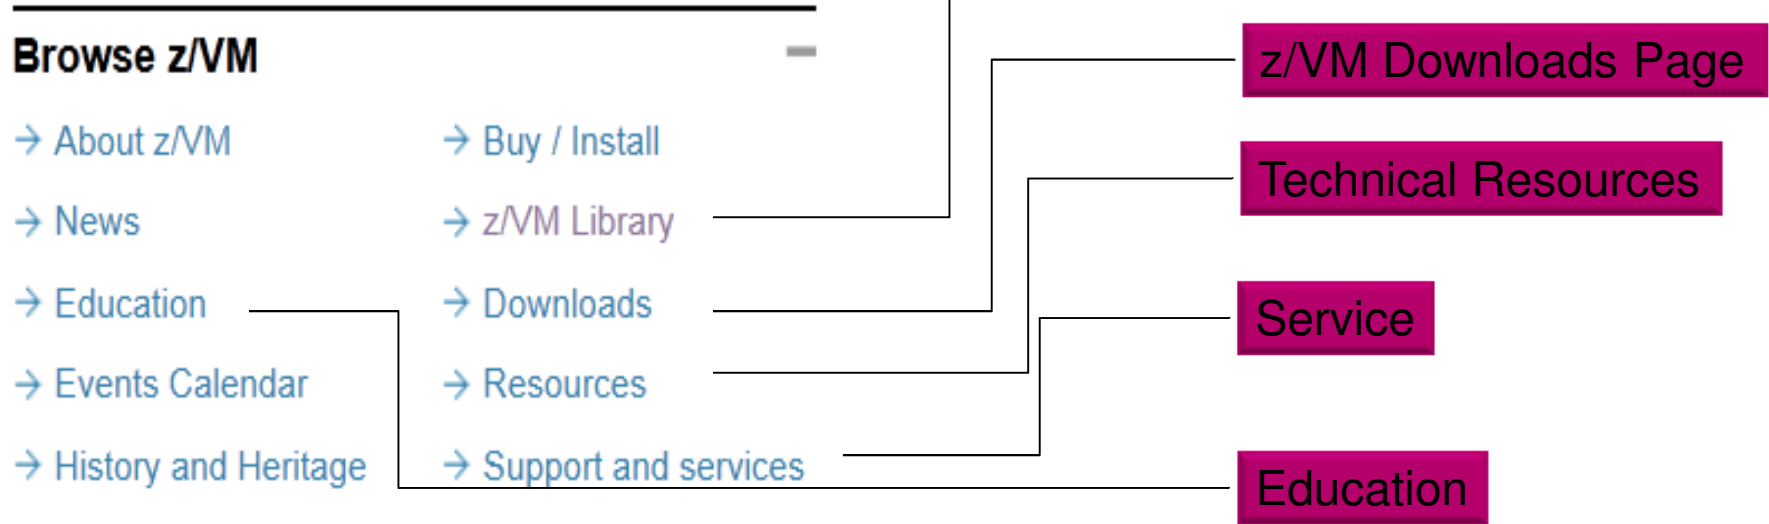 Browse z/VM
→ About z/VM
→ News
→ Education
→ Events Calendar
→ History and Heritage
→ Buy / Install
→ z/VM Library
→ Downloads
→ Resources
→ Support and services
z/VM Downloads Page
Technical Resources
Service
Education